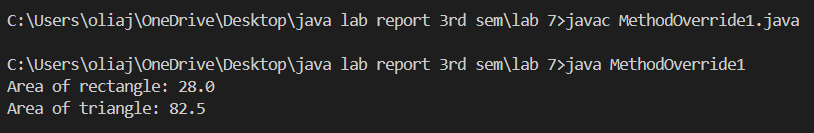 C:\Users\oliaj\OneDrive\Desktop\java lab report 3rd sem\lab 7>javac MethodOverride1.java
C:\Users\oliaj\OneDrive\Desktop\java lab report 3rd sem\lab 7>java MethodOverride1
Area of rectangle: 28.0
Area of triangle: 82.5